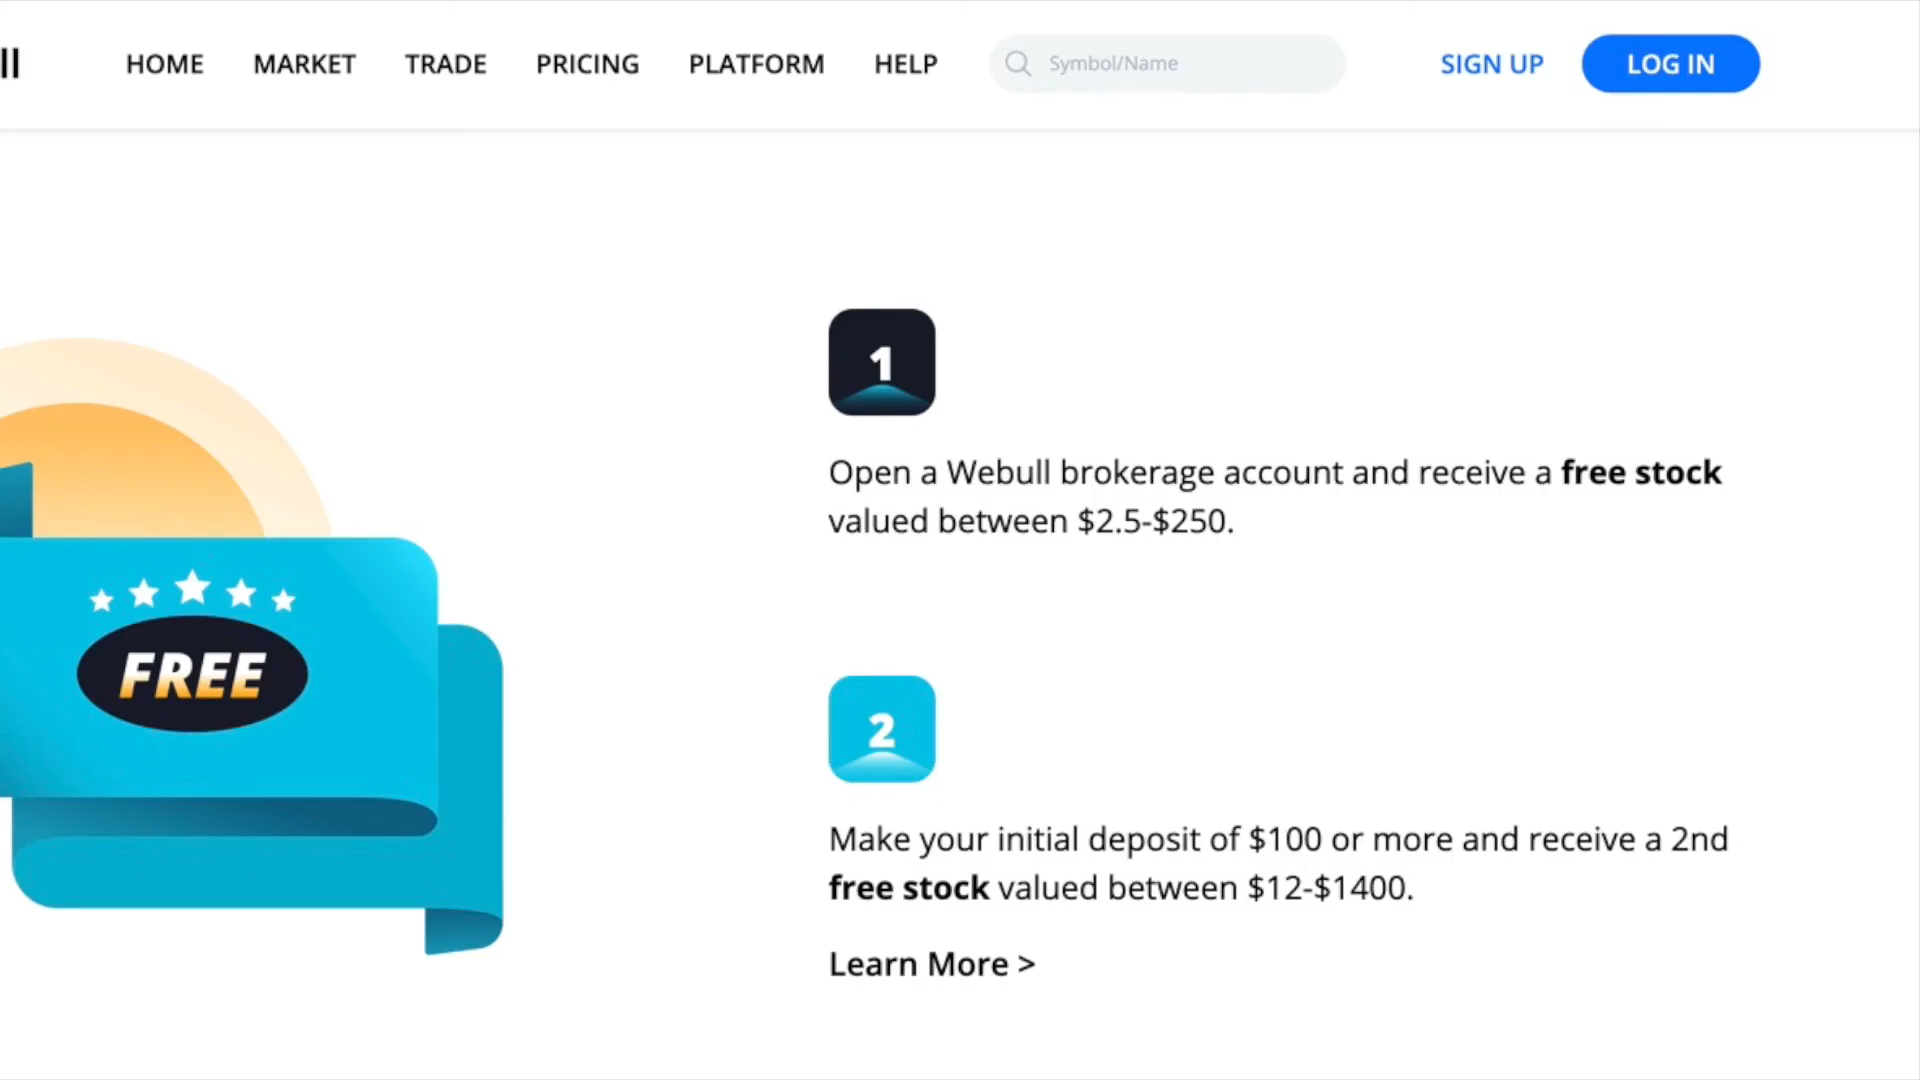 ll
HOME MARKET TRADE PRICING PLATFORM HELP Symbol/Name SIGN UP LOG IN
1
Open a Webull brokerage account and receive a free stock
valued between $2.5-$250.
FREE
2
Make your initial deposit of $100 or more and receive a 2nd
free stock valued between $12-$1400.
Learn More >